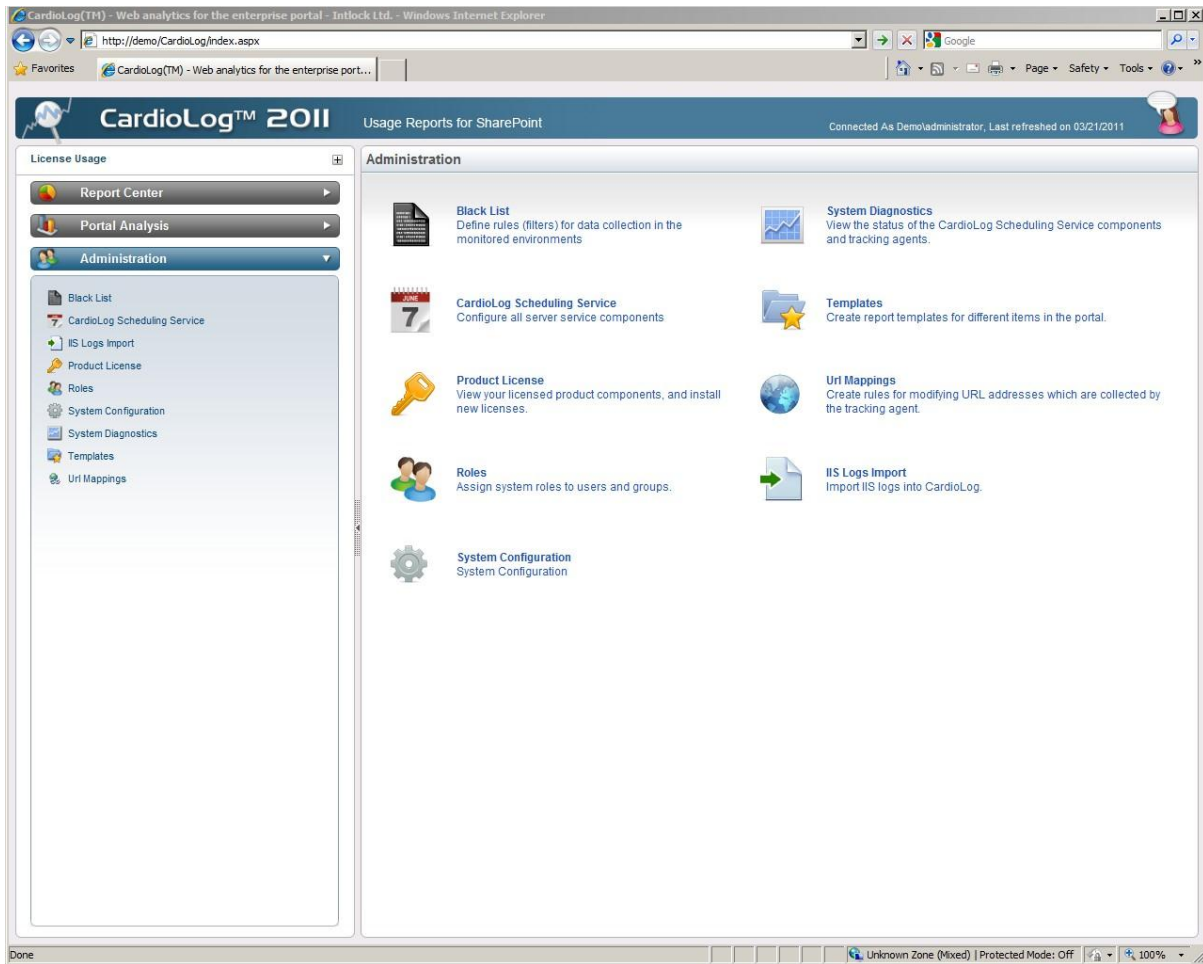 CardioLog(TM) - Web analytics for the enterprise portal - Intlock Ltd. - Windows Internet Explorer
http://demo/CardioLog/index.aspx
Google
Favorites
CardioLog(TM) - Web analytics for the enterprise port...
Page
Safety
Tools
CardioLog™ 2011
Usage Reports for SharePoint
Connected As Demo\administrator, Last refreshed on 03/21/2011
License Usage
Report Center
Portal Analysis
Administration
Black List
CardioLog Scheduling Service
IIS Logs Import
Product License
Roles
System Configuration
System Diagnostics
Templates
Url Mappings
Administration
Black List
Define rules (filters) for data collection in the
monitored environments
System Diagnostics
View the status of the CardioLog Scheduling Service components
and tracking agents.
JUNE
7
CardioLog Scheduling Service
Configure all server service components
Templates
Create report templates for different items in the portal.
Product License
View your licensed product components, and install
new licenses.
Url Mappings
Create rules for modifying URL addresses which are collected by
the tracking agent.
Roles
Assign system roles to users and groups.
IIS Logs Import
Import IIS logs into CardioLog.
System Configuration
System Configuration
Done
Unknown Zone (Mixed) | Protected Mode: Off
100%